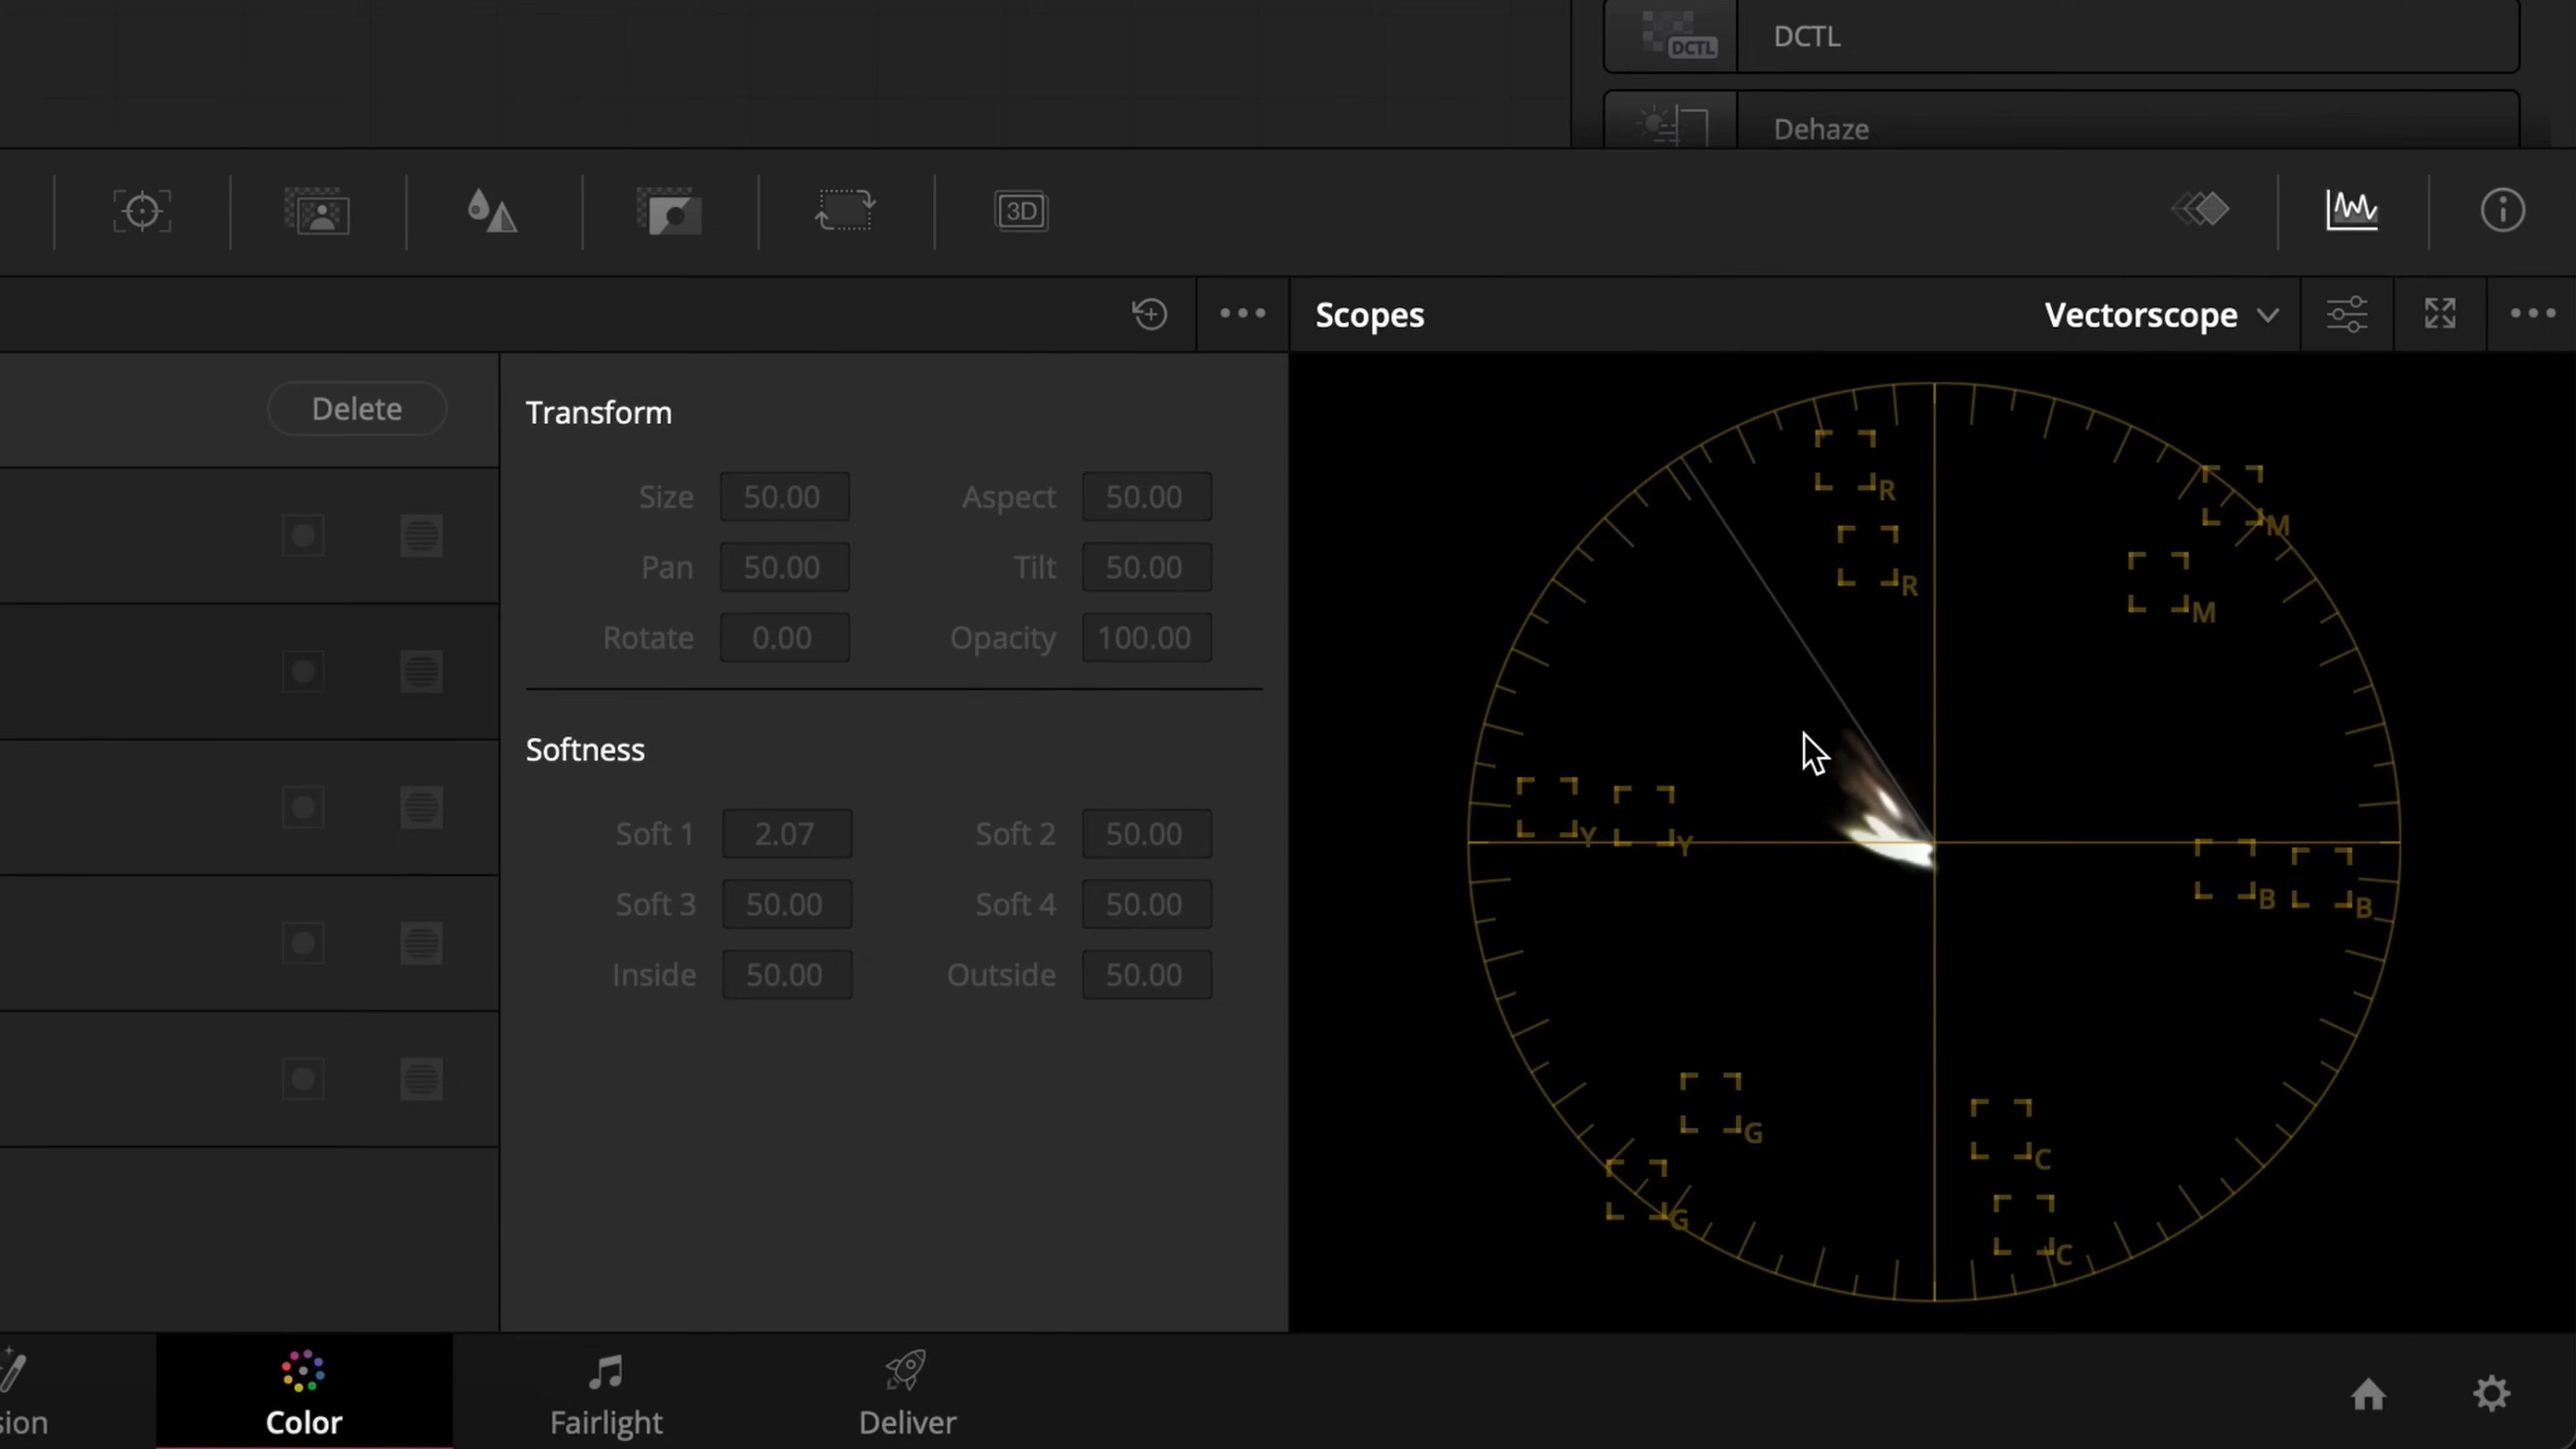 DCTL
DCTL
Dehaze
3D
Scopes
Vectorscope
Delete
Transform
Size 50.00 Aspect 50.00
Pan 50.00 Tilt 50.00
Rotate 0.00 Opacity 100.00
Softness
Soft 1 2.07 Soft 2 50.00
Soft 3 50.00 Soft 4 50.00
Inside 50.00 Outside 50.00
R
M
R
M
Y
Y
B
B
G
C
G
C
sion
Color
Fairlight
Deliver